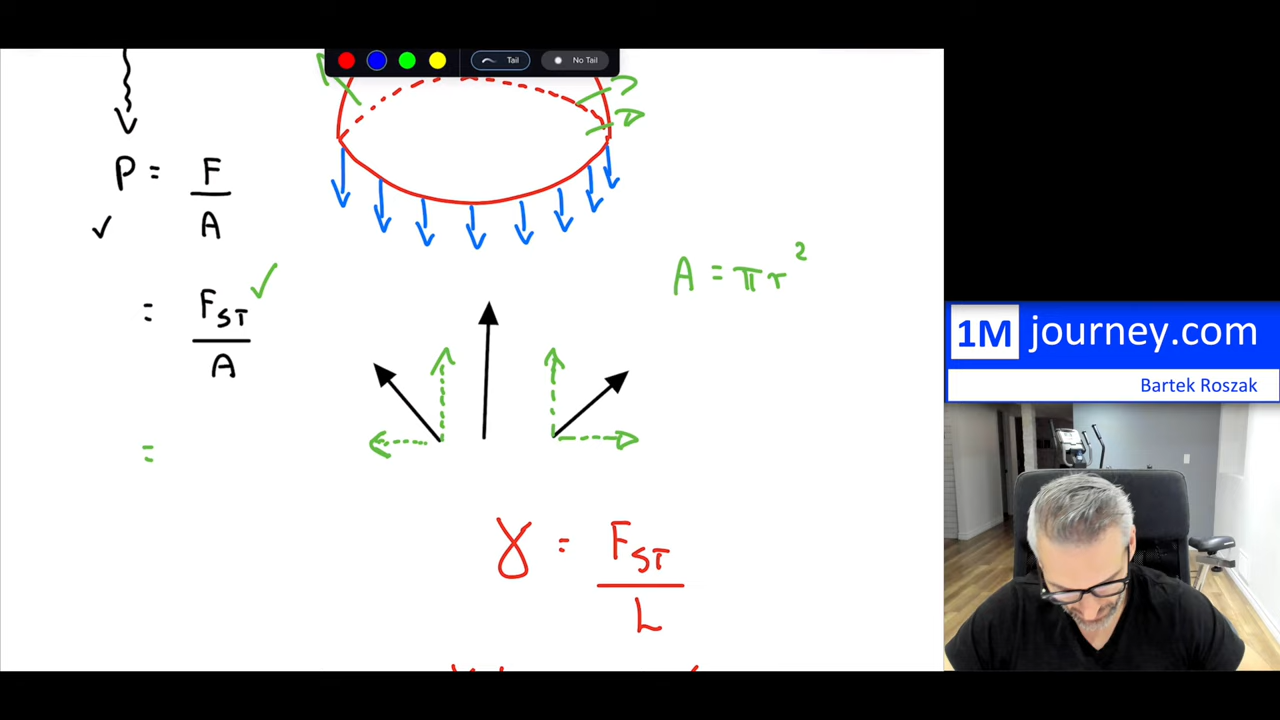 Tail
No Tail
P = F
A
✓
A = πr²
= F_ST ✓
A
=
γ = F_ST
L
1M journey.com
Bartek Roszak